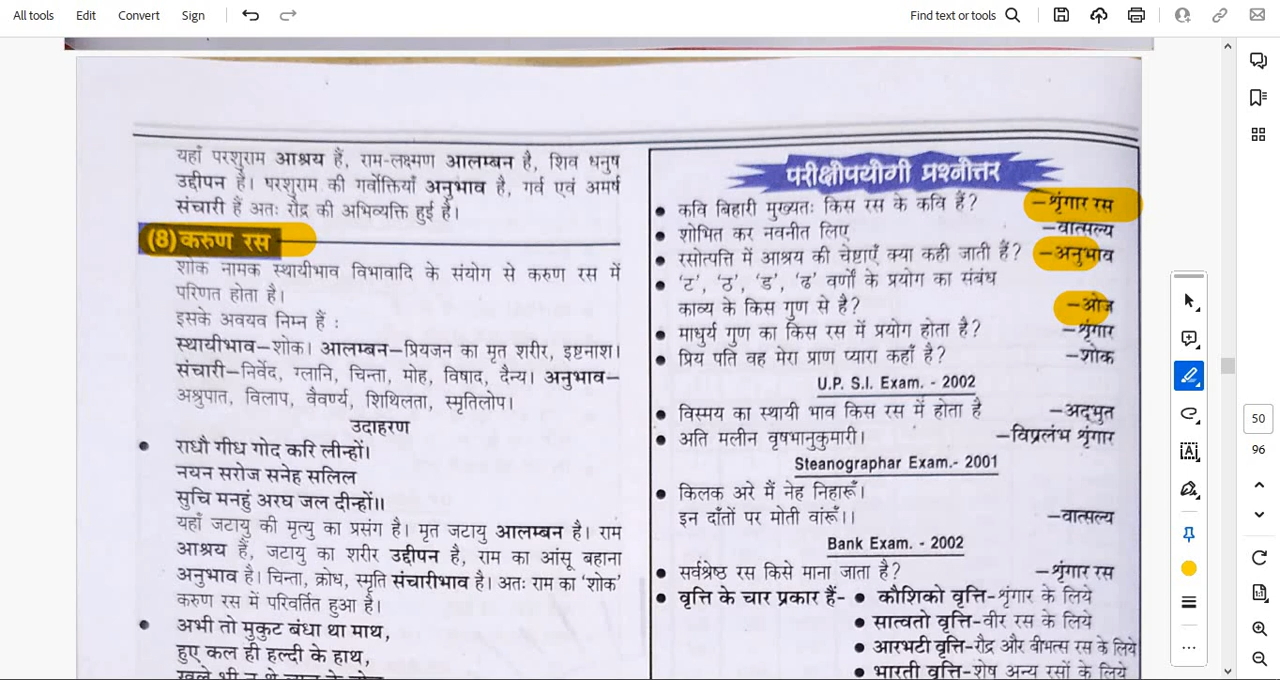 All tools Edit Convert Sign Find text or tools
यहाँ परशुराम आश्रय हैं, राम-लक्ष्मण आलम्बन है, शिव धनुष
उद्दीपन है। परशुराम की गर्वोक्तियाँ अनुभाव है, गर्व एवं अमर्ष
संचारी हैं अतः रौद्र की अभिव्यक्ति हुई है।
(8) करुण रस
शोक नामक स्थायीभाव विभावादि के संयोग से करुण रस में
परिणत होता है।
इसके अवयव निम्न हैं :
स्थायीभाव–शोक। आलम्बन–प्रियजन का मृत शरीर, इष्टनाश।
संचारी–निर्वेद, ग्लानि, चिन्ता, मोह, विषाद, दैन्य। अनुभाव–
अश्रुपात, विलाप, वैवर्ण्य, शिथिलता, स्मृतिलोप।
उदाहरण
• राधौ गीध गोद करि लीन्हों।
नयन सरोज सनेह सलिल
सुचि मनहुं अरघ जल दीन्हों॥
यहाँ जटायु की मृत्यु का प्रसंग है। मृत जटायु आलम्बन है। राम
आश्रय हैं, जटायु का शरीर उद्दीपन है, राम का आंसू बहाना
अनुभाव है। चिन्ता, क्रोध, स्मृति संचारीभाव है। अतः राम का 'शोक'
करुण रस में परिवर्तित हुआ है।
• अभी तो मुकुट बंधा था माथ,
हुए कल ही हल्दी के हाथ,
परीक्षीपयीगी प्रश्नीत्तर
• कवि बिहारी मुख्यतः किस रस के कवि हैं? –श्रृंगार रस
• शोभित कर नवनीत लिए –वात्सल्य
• रसोत्पत्ति में आश्रय की चेष्टाएँ क्या कही जाती हैं? –अनुभाव
• 'ट', 'ठ', 'ड', 'ढ' वर्णों के प्रयोग का संबंध
काव्य के किस गुण से है? –ओज
• माधुर्य गुण का किस रस में प्रयोग होता है? –श्रृंगार
• प्रिय पति वह मेरा प्राण प्यारा कहाँ है? –शोक
U.P. S.I. Exam. - 2002
• विस्मय का स्थायी भाव किस रस में होता है –अद्भुत
• अति मलीन वृषभानुकुमारी। –विप्रलंभ श्रृंगार
Steanographar Exam.- 2001
• किलक अरे मैं नेह निहारूँ।
इन दाँतों पर मोती वांरूँ।। –वात्सल्य
Bank Exam. - 2002
• सर्वश्रेष्ठ रस किसे माना जाता है? –श्रृंगार रस
• वृत्ति के चार प्रकार हैं- • कौशिको वृत्ति-श्रृंगार के लिये
• सात्वतो वृत्ति-वीर रस के लिये
• आरभटी वृत्ति-रौद्र और बीभत्स रस के लिये
• भारती वृत्ति-शेष अन्य रसों के लिये
50
96